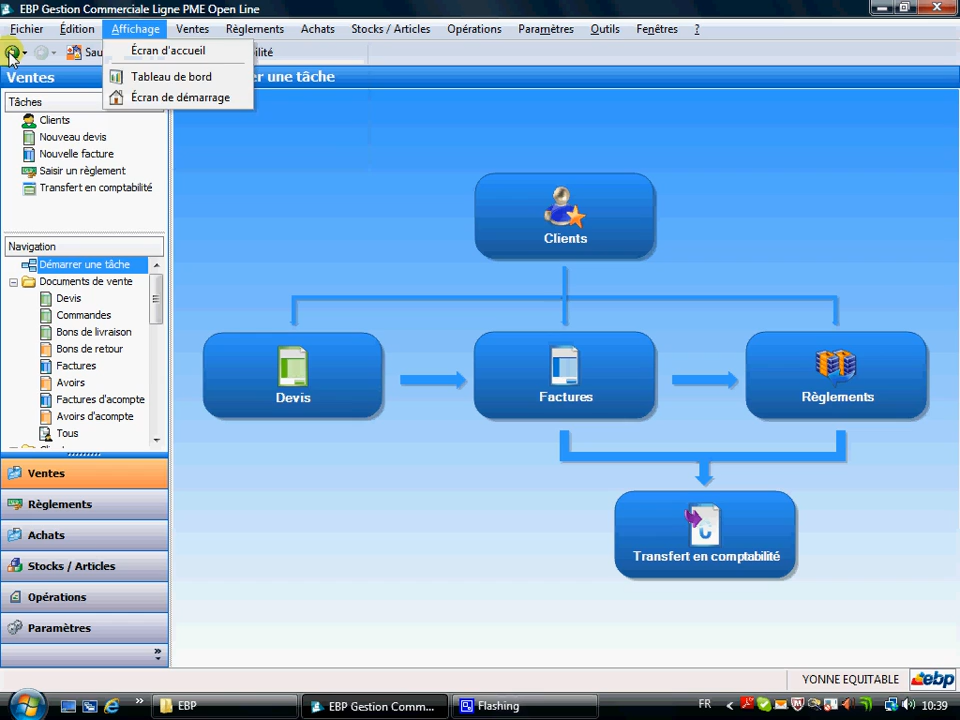 EBP Gestion Commerciale Ligne PME Open Line
Fichier Édition Affichage Ventes Règlements Achats Stocks / Articles Opérations Paramètres Outils Fenêtres ?
Écran d'accueil
Tableau de bord
Écran de démarrage
Ventes
er une tâche
Tâches
Clients
Nouveau devis
Nouvelle facture
Saisir un règlement
Transfert en comptabilité
Navigation
Démarrer une tâche
Documents de vente
Devis
Commandes
Bons de livraison
Bons de retour
Factures
Avoirs
Factures d'acompte
Avoirs d'acompte
Tous
Ventes
Règlements
Achats
Stocks / Articles
Opérations
Paramètres
Clients
Devis
Factures
Règlements
Transfert en comptabilité
YONNE EQUITABLE
ebp
EBP
EBP Gestion Comm...
Flashing
FR
10:39